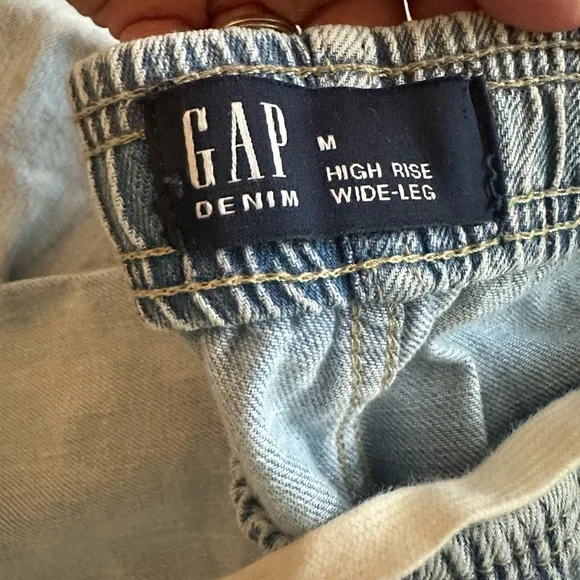 GAP
DENIM
M
HIGH RISE
WIDE-LEG